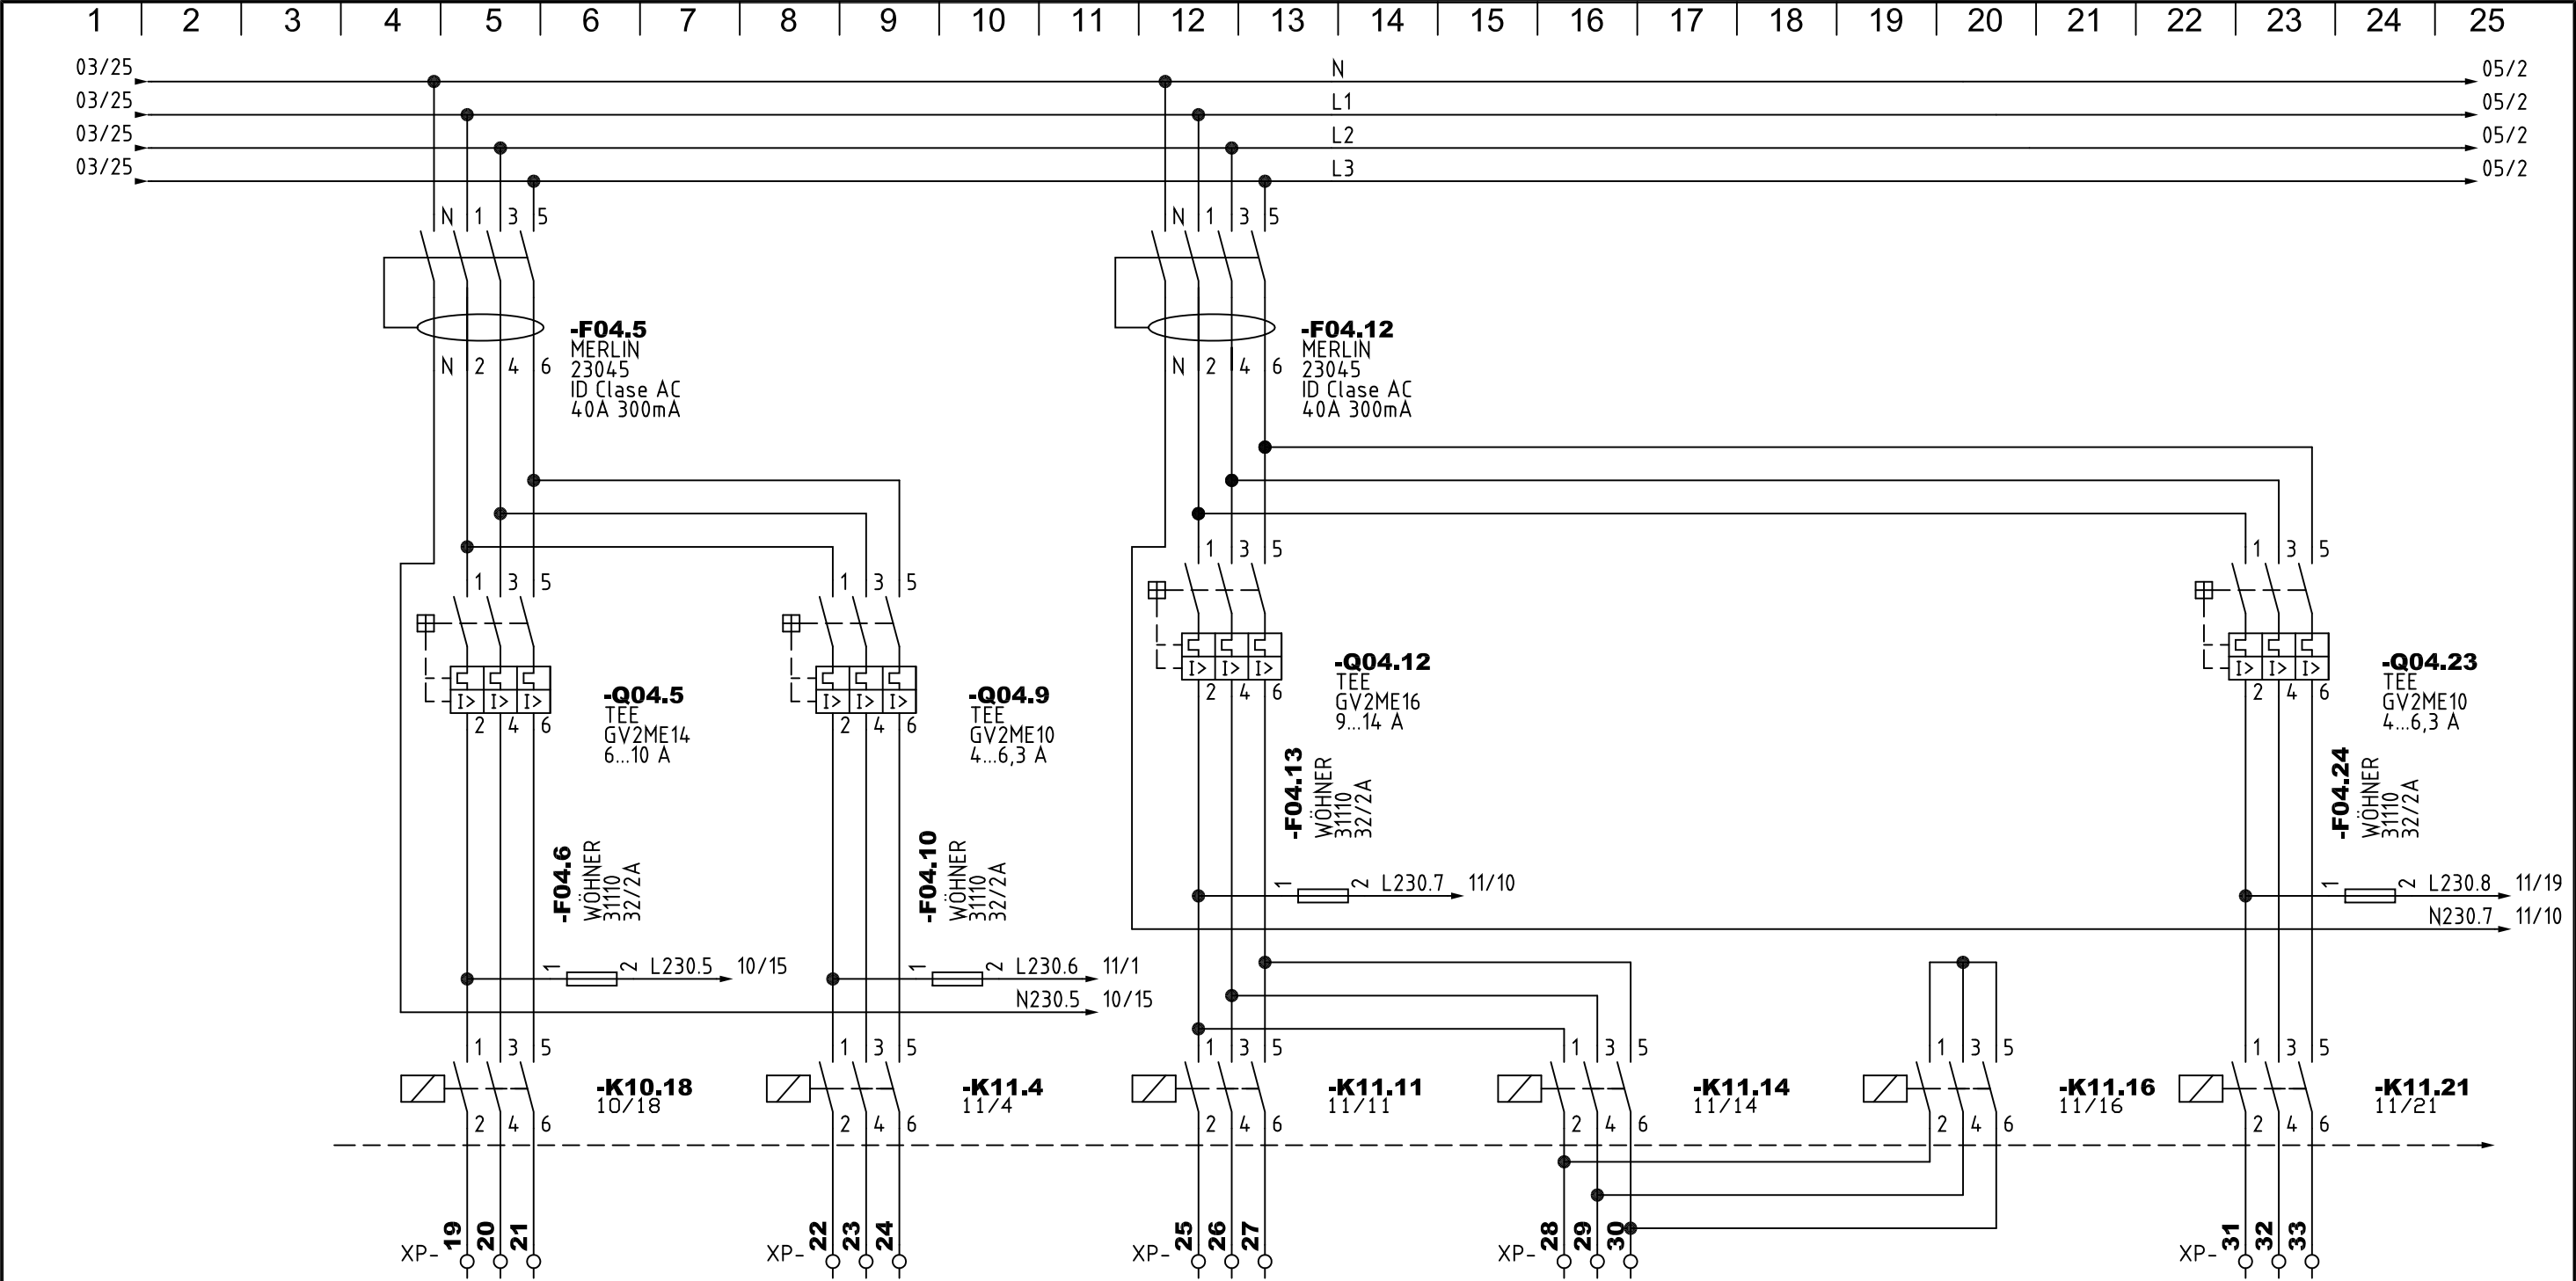 1 2 3 4 5 6 7 8 9 10 11 12 13 14 15 16 17 18 19 20 21 22 23 24 25
03/25 N 05/2
03/25 L1 05/2
03/25 L2 05/2
03/25 L3 05/2
N 1 3 5
N 1 3 5
-F04.5
MERLIN
23045
ID Clase AC
40A 300mA
N 2 4 6
-F04.12
MERLIN
23045
ID Clase AC
40A 300mA
N 2 4 6
1 3 5
1 3 5
1 3 5
1 3 5
-Q04.5
TEE
GV2ME14
6...10 A
2 4 6
-Q04.9
TEE
GV2ME10
4...6,3 A
2 4 6
-Q04.12
TEE
GV2ME16
9...14 A
2 4 6
-Q04.23
TEE
GV2ME10
4...6,3 A
2 4 6
-F04.6
WÖHNER
31110
32/2A
-F04.10
WÖHNER
31110
32/2A
-F04.13
WÖHNER
31110
32/2A
-F04.24
WÖHNER
31110
32/2A
1 2 L230.7 11/10
1 2 L230.8 11/19
N230.7 11/10
1 2 L230.5 10/15
1 2 L230.6 11/1
N230.5 10/15
1 3 5
1 3 5
1 3 5
1 3 5
1 3 5
1 3 5
-K10.18
10/18
-K11.4
11/4
-K11.11
11/11
-K11.14
11/14
-K11.16
11/16
-K11.21
11/21
2 4 6
2 4 6
2 4 6
2 4 6
2 4 6
2 4 6
XP- 19 20 21
XP- 22 23 24
XP- 25 26 27
XP- 28 29 30
XP- 31 32 33